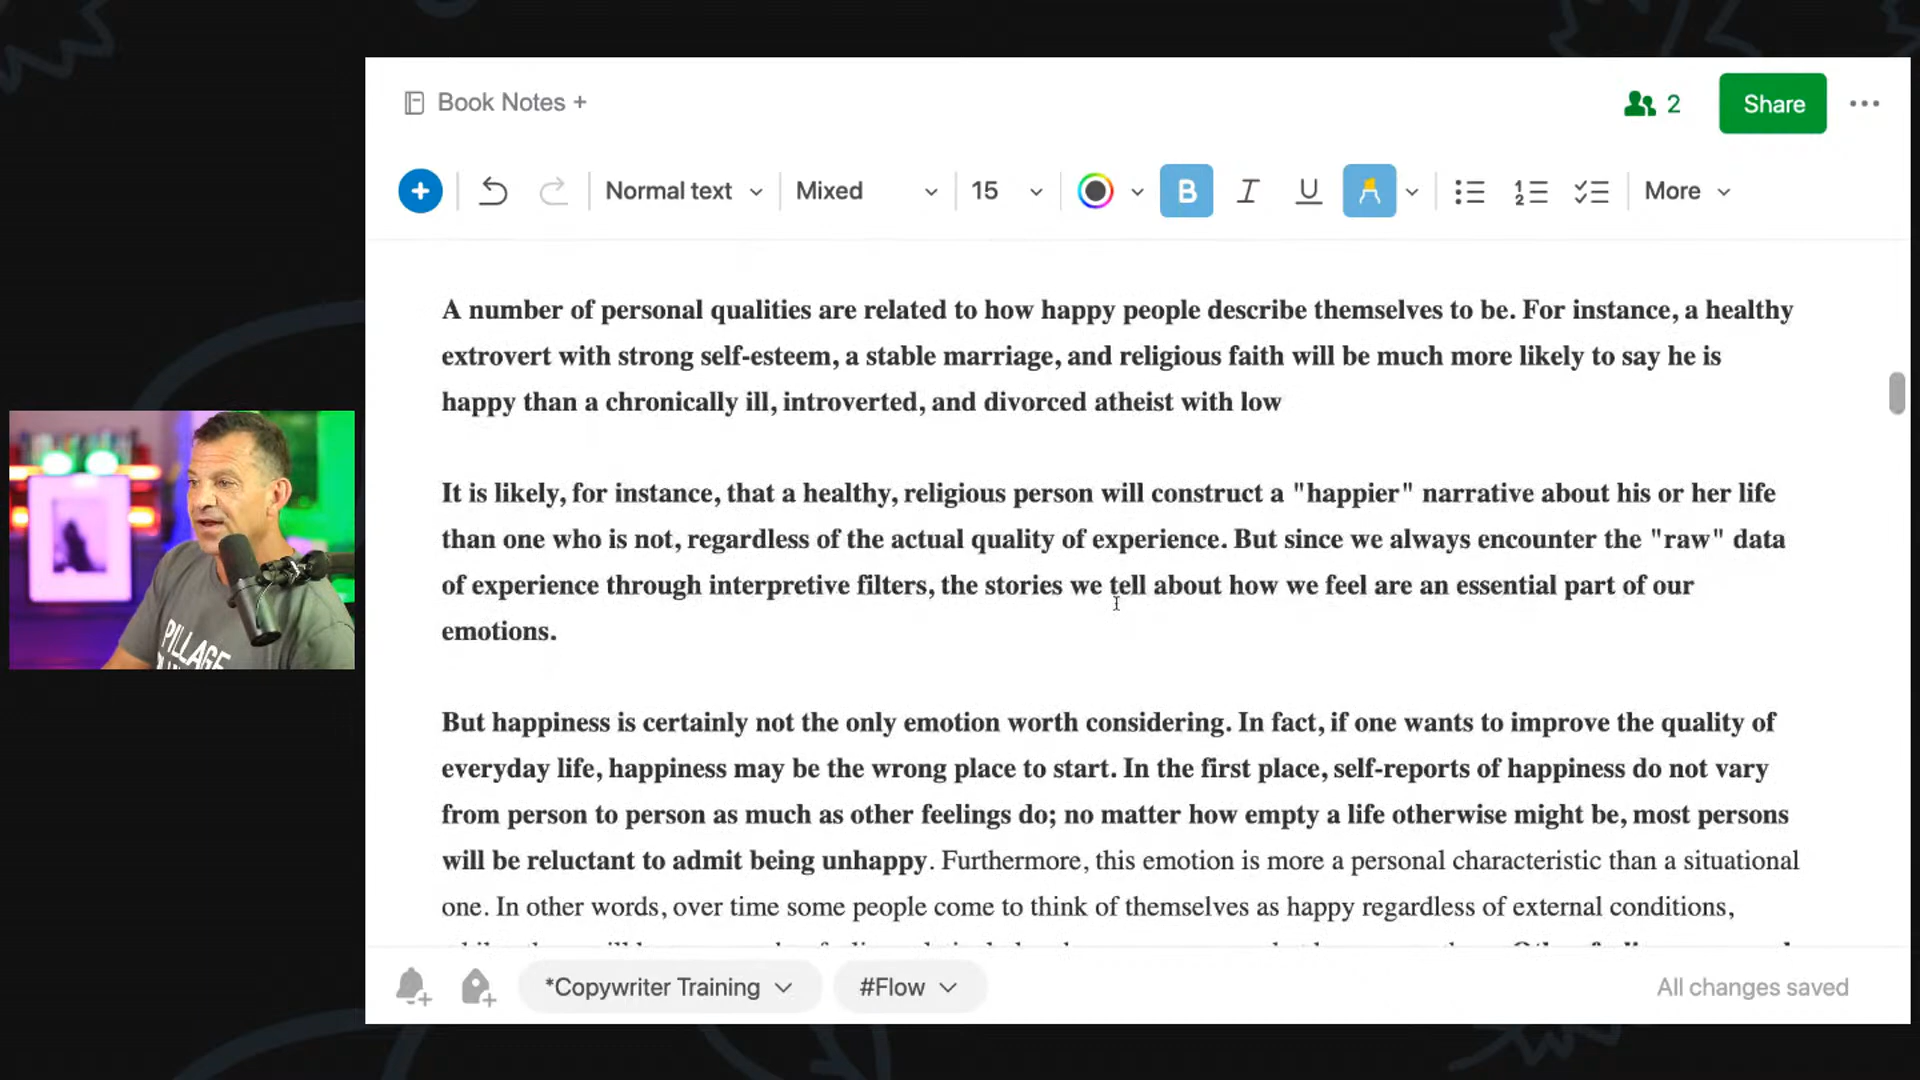 Book Notes +
2
Share
Normal text
Mixed
15
B
I
U
More
A number of personal qualities are related to how happy people describe themselves to be. For instance, a healthy
extrovert with strong self-esteem, a stable marriage, and religious faith will be much more likely to say he is
happy than a chronically ill, introverted, and divorced atheist with low
It is likely, for instance, that a healthy, religious person will construct a "happier" narrative about his or her life
than one who is not, regardless of the actual quality of experience. But since we always encounter the "raw" data
of experience through interpretive filters, the stories we tell about how we feel are an essential part of our
emotions.
But happiness is certainly not the only emotion worth considering. In fact, if one wants to improve the quality of
everyday life, happiness may be the wrong place to start. In the first place, self-reports of happiness do not vary
from person to person as much as other feelings do; no matter how empty a life otherwise might be, most persons
will be reluctant to admit being unhappy. Furthermore, this emotion is more a personal characteristic than a situational
one. In other words, over time some people come to think of themselves as happy regardless of external conditions,
PILLAGE
*Copywriter Training
#Flow
All changes saved